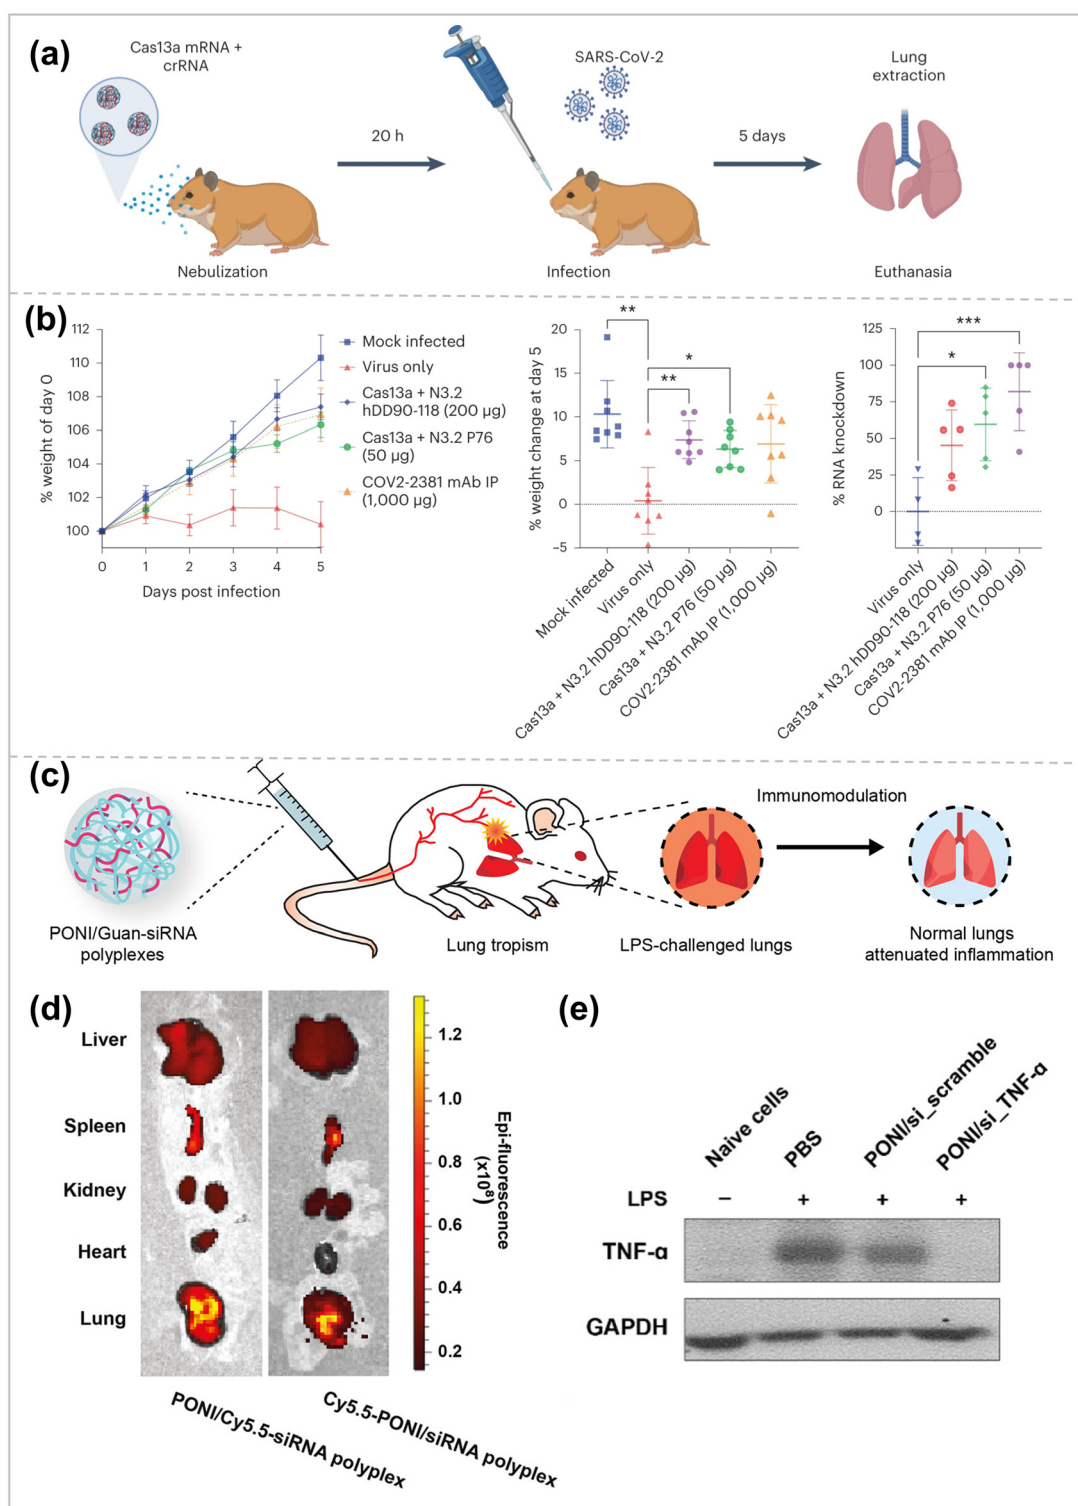 (a)
Cas13a mRNA +
crRNA
20 h
SARS-CoV-2
5 days
Lung
extraction
Nebulization
Infection
Euthanasia
(b)
% weight of day 0
112
110
108
106
104
102
100
0
1
2
3
4
5
Days post infection
Mock infected
Virus only
Cas13a + N3.2
hDD90-118 (200 µg)
Cas13a + N3.2 P76
(50 µg)
COV2-2381 mAb IP
(1,000 µg)
% weight change at day 5
20
15
10
5
0
–5
**
*
**
Mock infected
Virus only
Cas13a + N3.2 hDD90-118 (200 µg)
Cas13a + N3.2 P76 (50 µg)
COV2-2381 mAb IP (1,000 µg)
% RNA knockdown
125
100
75
50
25
0
***
*
Virus only
Cas13a + N3.2 hDD90-118 (200 µg)
Cas13a + N3.2 P76 (50 µg)
COV2-2381 mAb IP (1,000 µg)
(c)
PONI/Guan-siRNA
polyplexes
Lung tropism
LPS-challenged lungs
Immunomodulation
Normal lungs
attenuated inflammation
(d)
Liver
Spleen
Kidney
Heart
Lung
1.2
1.0
0.8
0.6
0.4
0.2
Epi-fluorescence
(x10⁸)
PONI/Cy5.5-siRNA polyplex
Cy5.5-PONI/siRNA polyplex
(e)
Naive cells
PBS
PONI/si_scramble
PONI/si_TNF-α
LPS
–
+
+
+
TNF-α
GAPDH